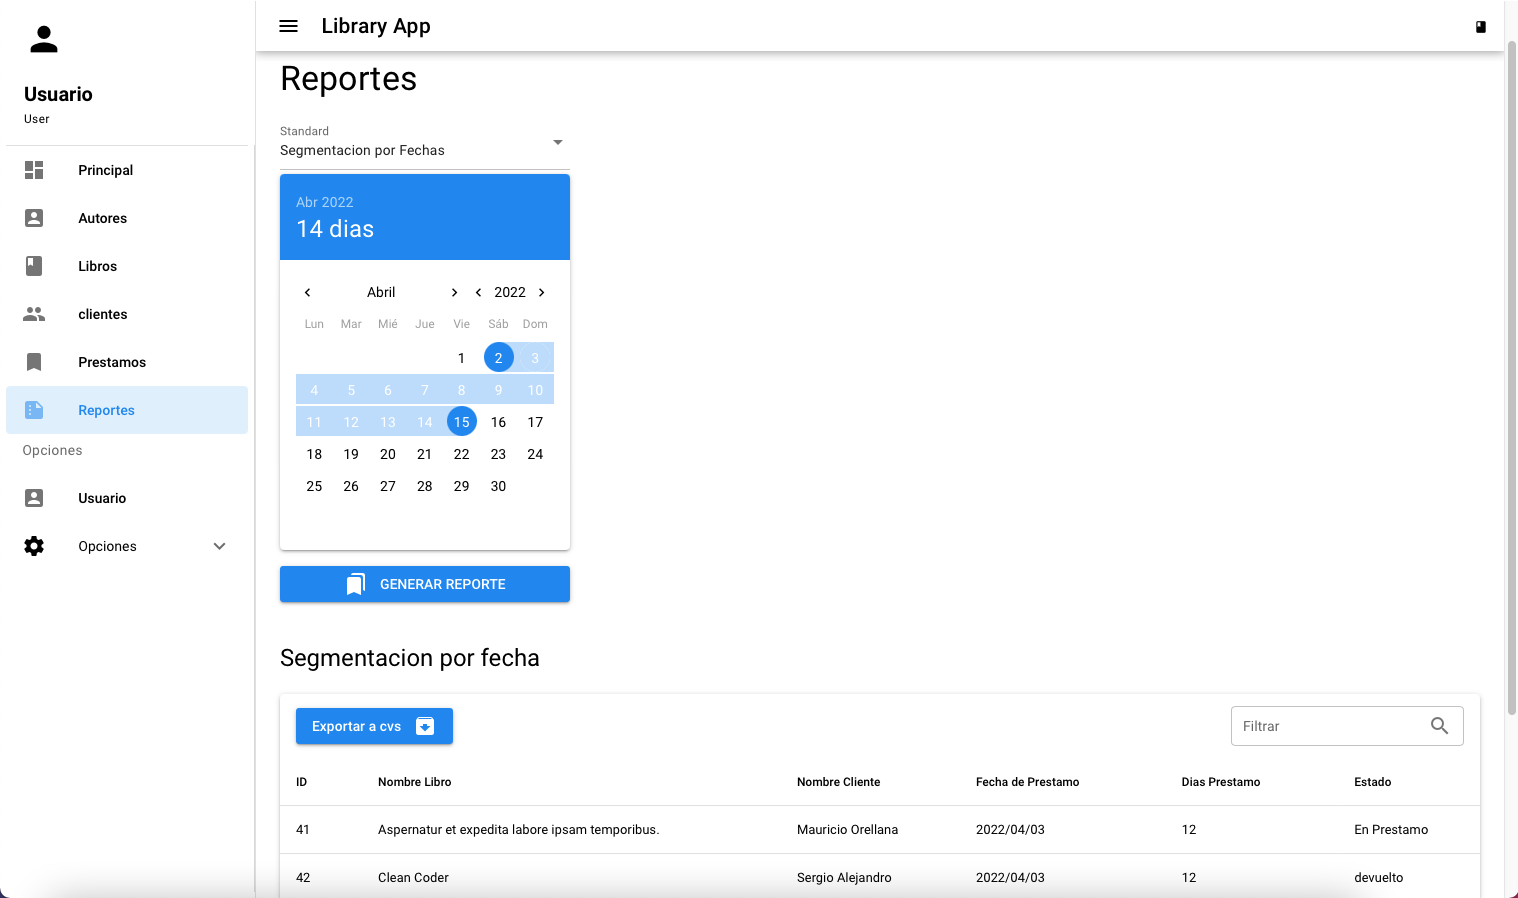 Usuario
User
Principal
Autores
Libros
clientes
Prestamos
Reportes
Opciones
Usuario
Opciones
Library App
Reportes
Standard
Segmentacion por Fechas
Abr 2022
14 dias
Abril 2022
Lun Mar Mié Jue Vie Sáb Dom
1 2 3
4 5 6 7 8 9 10
11 12 13 14 15 16 17
18 19 20 21 22 23 24
25 26 27 28 29 30
GENERAR REPORTE
Segmentacion por fecha
Exportar a cvs Filtrar
ID Nombre Libro Nombre Cliente Fecha de Prestamo Dias Prestamo Estado
41 Aspernatur et expedita labore ipsam temporibus. Mauricio Orellana 2022/04/03 12 En Prestamo
42 Clean Coder Sergio Alejandro 2022/04/03 12 devuelto